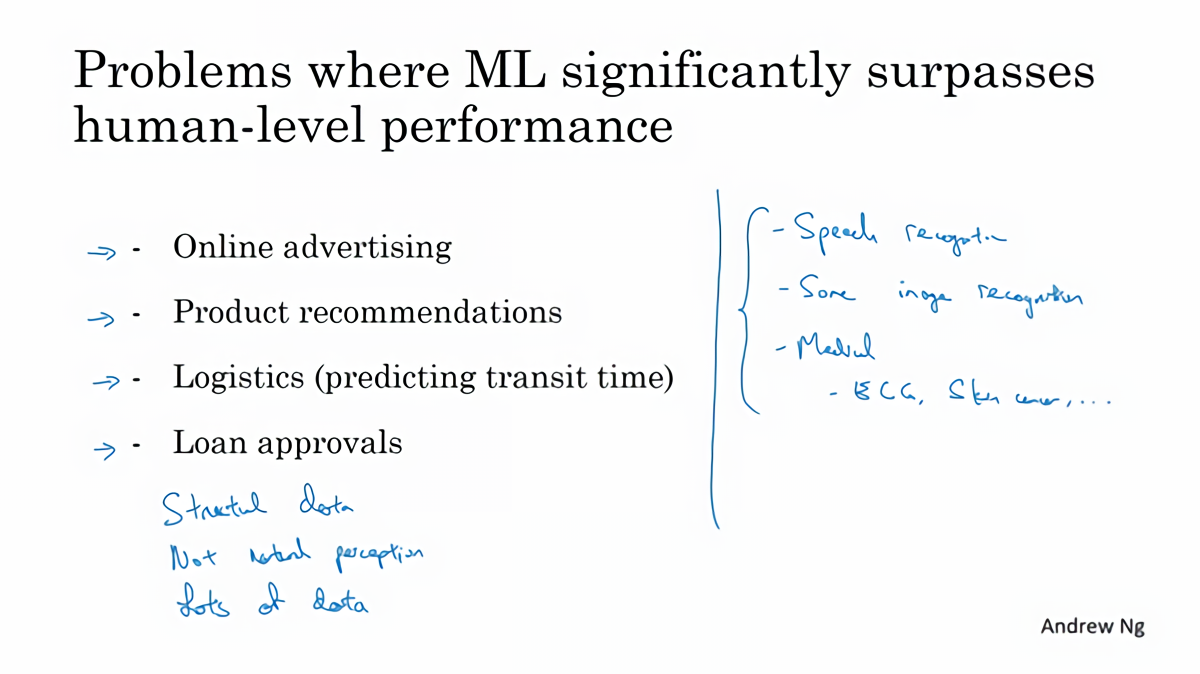 Problems where ML significantly surpasses
human-level performance
→ - Online advertising
→ - Product recommendations
→ - Logistics (predicting transit time)
→ - Loan approvals
Structural data
Not natural perception
Lots of data
- Speech recognition
- Some image recognition
- Medical
- ECG, Skin cancer, ...
Andrew Ng